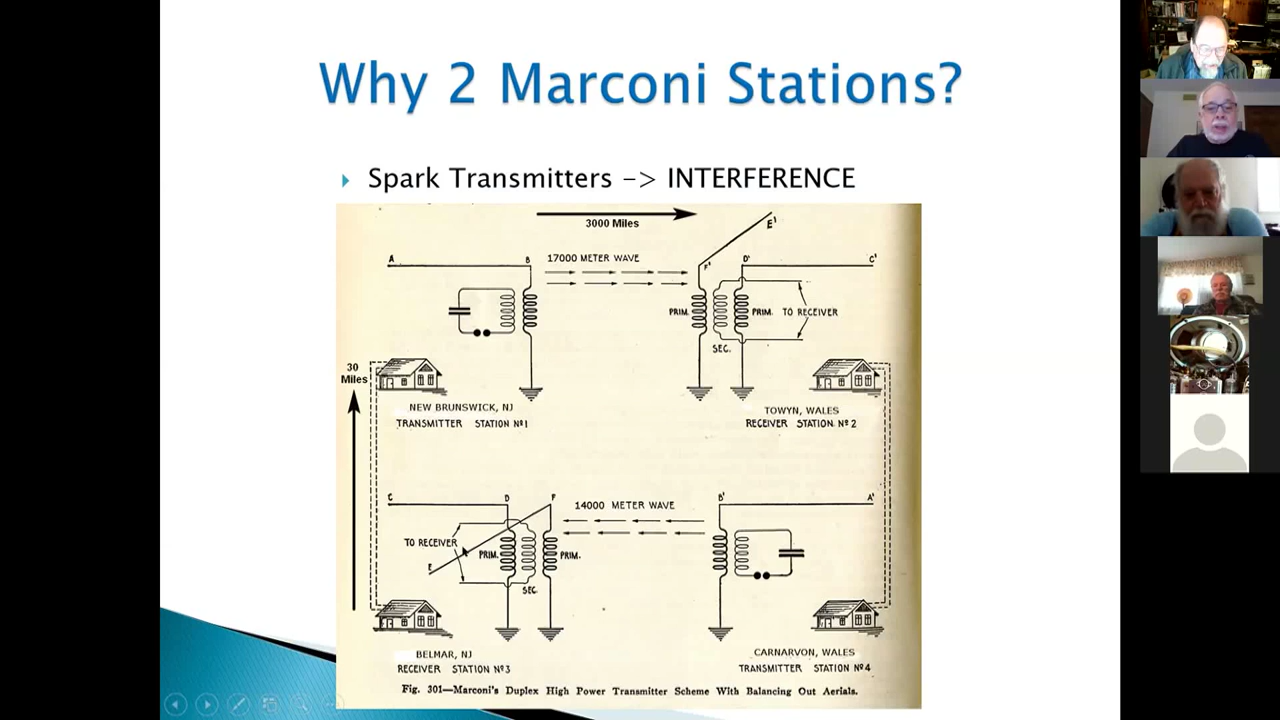 Why 2 Marconi Stations?
Spark Transmitters -> INTERFERENCE
3000 Miles
E'
A
B
17000 METER WAVE
F'
D'
C'
PRIM.
PRIM.
TO RECEIVER
SEC.
30
Miles
NEW BRUNSWICK, NJ
TRANSMITTER STATION Nº1
TOWYN, WALES
RECEIVER STATION Nº 2
C
D
F
14000 METER WAVE
B'
A'
TO RECEIVER
PRIM.
PRIM.
E
SEC.
BELMAR, NJ
RECEIVER STATION Nº3
CARNARVON, WALES
TRANSMITTER STATION Nº4
Fig. 301—Marconi's Duplex High Power Transmitter Scheme With Balancing Out Aerials.